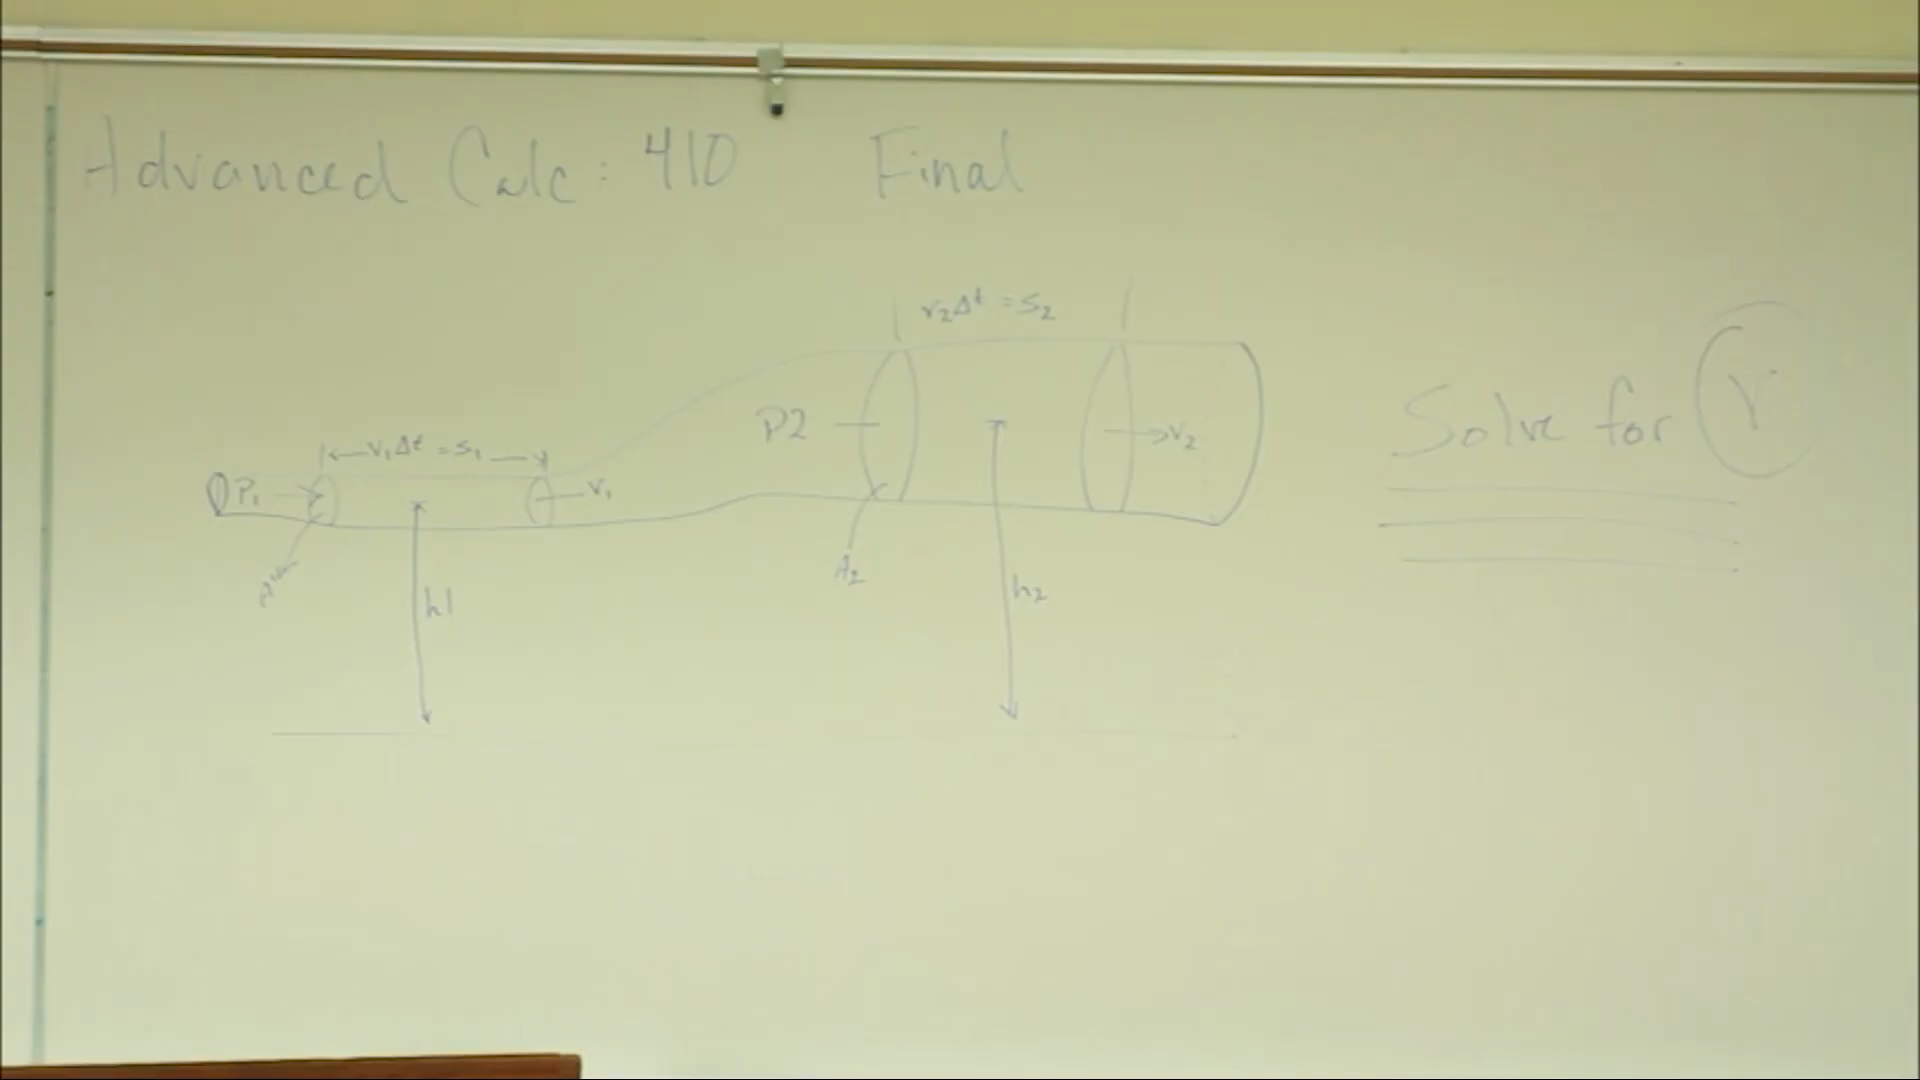 Advanced Calc: 410 Final
v₂Δt = s₂
Solve for v
P2
v₂
v₁Δt = s₁
P₁
v₁
A₂
h1
h₂